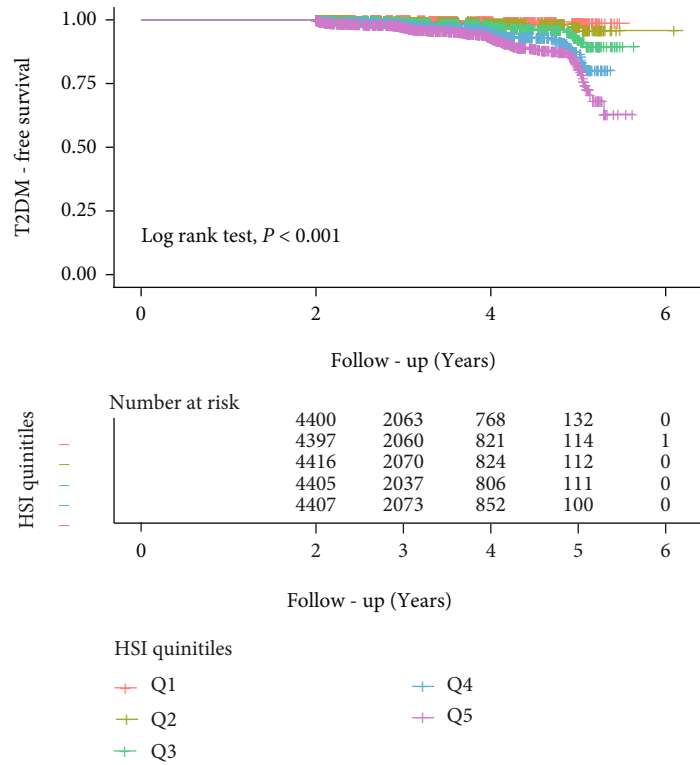 1.00
0.75
0.50
0.25
0.00
T2DM - free survival
Log rank test, P < 0.001
0 2 4 6
Follow - up (Years)
Number at risk
HSI quinitiles
4400 2063 768 132 0
4397 2060 821 114 1
4416 2070 824 112 0
4405 2037 806 111 0
4407 2073 852 100 0
0 2 3 4 5 6
Follow - up (Years)
HSI quinitiles
Q1
Q2
Q3
Q4
Q5